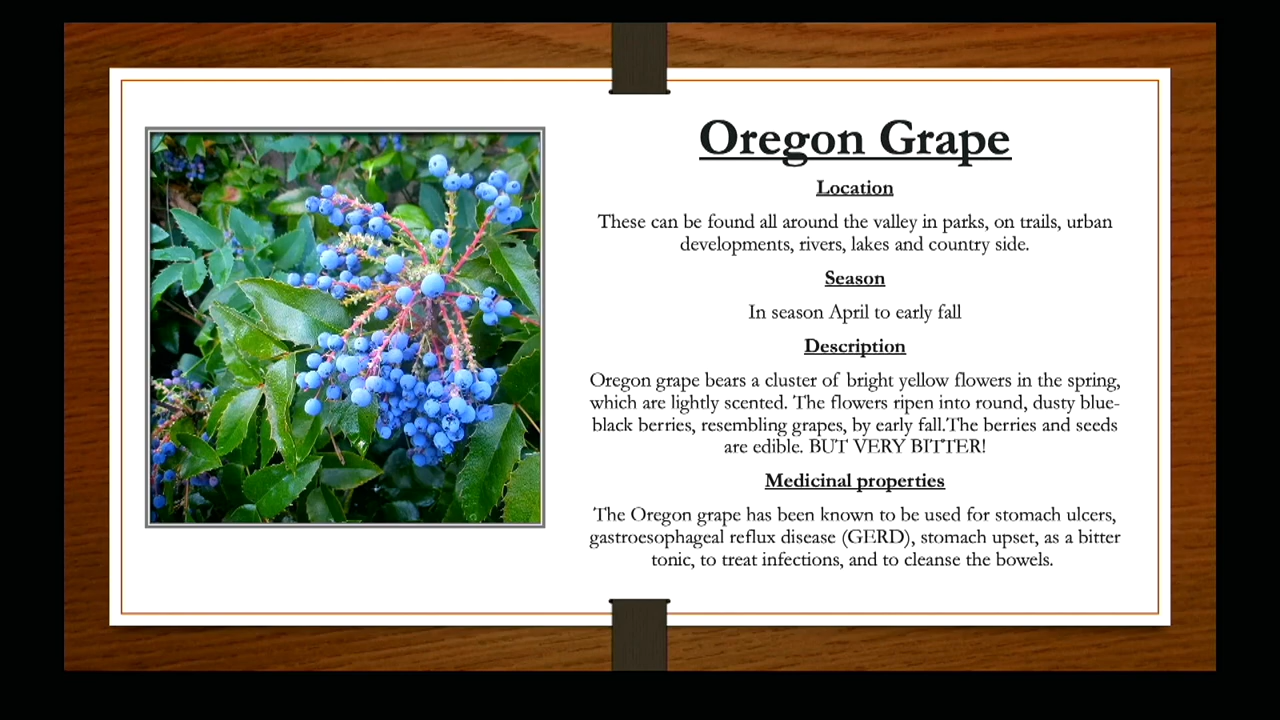 Oregon Grape
Location
These can be found all around the valley in parks, on trails, urban
developments, rivers, lakes and country side.
Season
In season April to early fall
Description
Oregon grape bears a cluster of bright yellow flowers in the spring,
which are lightly scented. The flowers ripen into round, dusty blue-
black berries, resembling grapes, by early fall.The berries and seeds
are edible. BUT VERY BITTER!
Medicinal properties
The Oregon grape has been known to be used for stomach ulcers,
gastroesophageal reflux disease (GERD), stomach upset, as a bitter
tonic, to treat infections, and to cleanse the bowels.